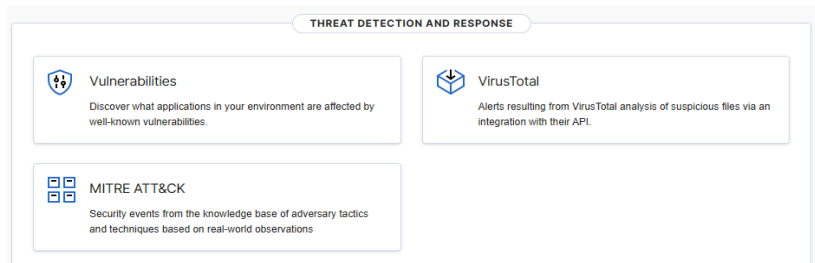 THREAT DETECTION AND RESPONSE
Vulnerabilities
Discover what applications in your environment are affected by
well-known vulnerabilities.
VirusTotal
Alerts resulting from VirusTotal analysis of suspicious files via an
integration with their API.
MITRE ATT&CK
Security events from the knowledge base of adversary tactics
and techniques based on real-world observations